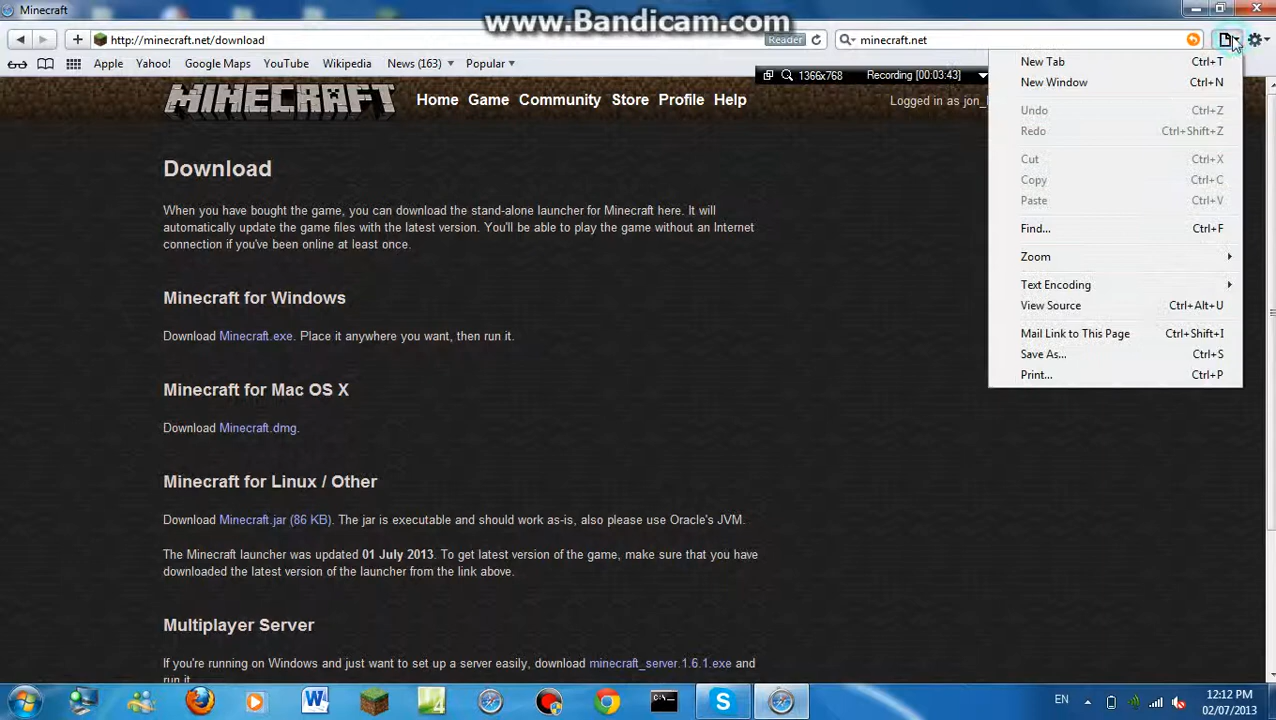 Minecraft
www.Bandicam.com
http://minecraft.net/download
Reader
minecraft.net
Apple Yahoo! Google Maps YouTube Wikipedia News (163) Popular
1366x768 Recording [00:03:43]
MINECRAFT
Home Game Community Store Profile Help
Logged in as jon_
New Tab Ctrl+T
New Window Ctrl+N
Undo Ctrl+Z
Redo Ctrl+Shift+Z
Cut Ctrl+X
Copy Ctrl+C
Paste Ctrl+V
Find... Ctrl+F
Zoom
Text Encoding
View Source Ctrl+Alt+U
Mail Link to This Page Ctrl+Shift+I
Save As... Ctrl+S
Print... Ctrl+P
Download
When you have bought the game, you can download the stand-alone launcher for Minecraft here. It will
automatically update the game files with the latest version. You'll be able to play the game without an Internet
connection if you've been online at least once.
Minecraft for Windows
Download Minecraft.exe. Place it anywhere you want, then run it.
Minecraft for Mac OS X
Download Minecraft.dmg.
Minecraft for Linux / Other
Download Minecraft.jar (86 KB). The jar is executable and should work as-is, also please use Oracle's JVM.
The Minecraft launcher was updated 01 July 2013. To get latest version of the game, make sure that you have
downloaded the latest version of the launcher from the link above.
Multiplayer Server
If you're running on Windows and just want to set up a server easily, download minecraft_server.1.6.1.exe and
run it
EN
12:12 PM
02/07/2013